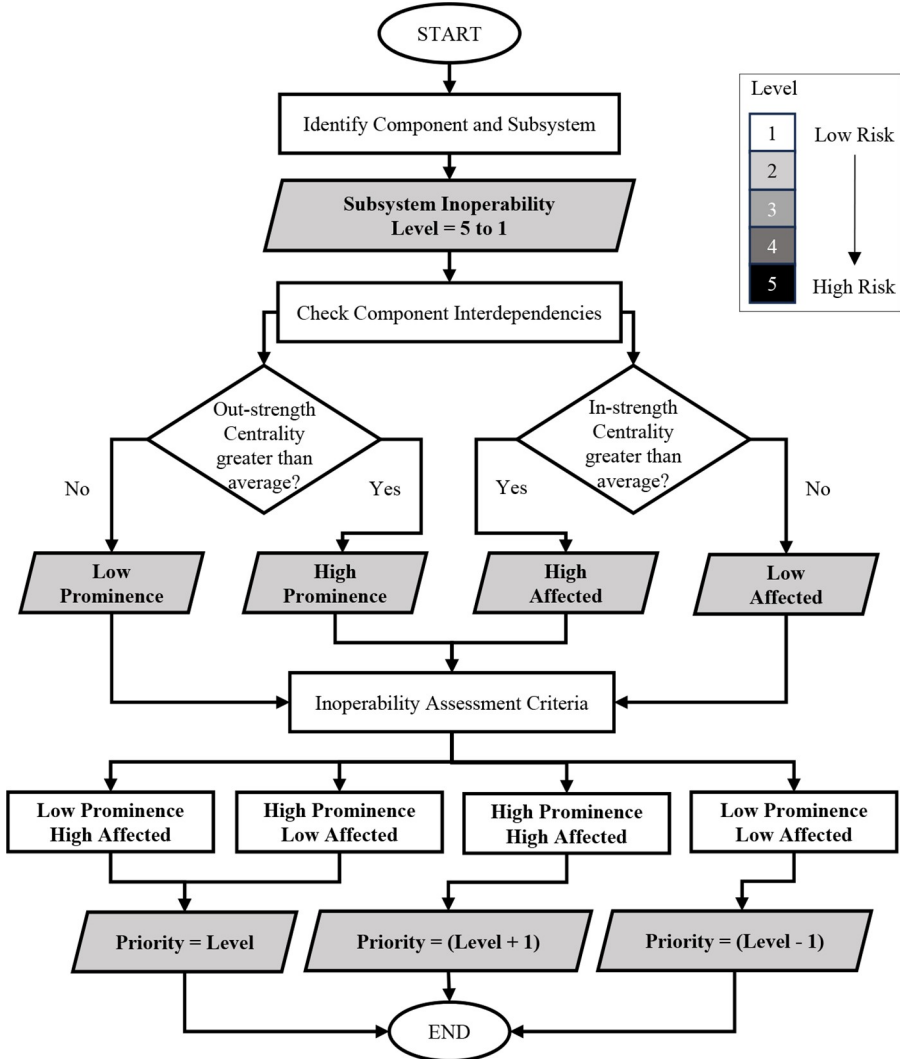 START
Identify Component and Subsystem
Subsystem Inoperability
Level = 5 to 1
Check Component Interdependencies
Level
1
Low Risk
2
3
4
5
High Risk
Out-strength
Centrality
greater than
average?
In-strength
Centrality
greater than
average?
No
Yes
Yes
No
Low
Prominence
High
Prominence
High
Affected
Low
Affected
Inoperability Assessment Criteria
Low Prominence
High Affected
High Prominence
Low Affected
High Prominence
High Affected
Low Prominence
Low Affected
Priority = Level
Priority = (Level + 1)
Priority = (Level - 1)
END